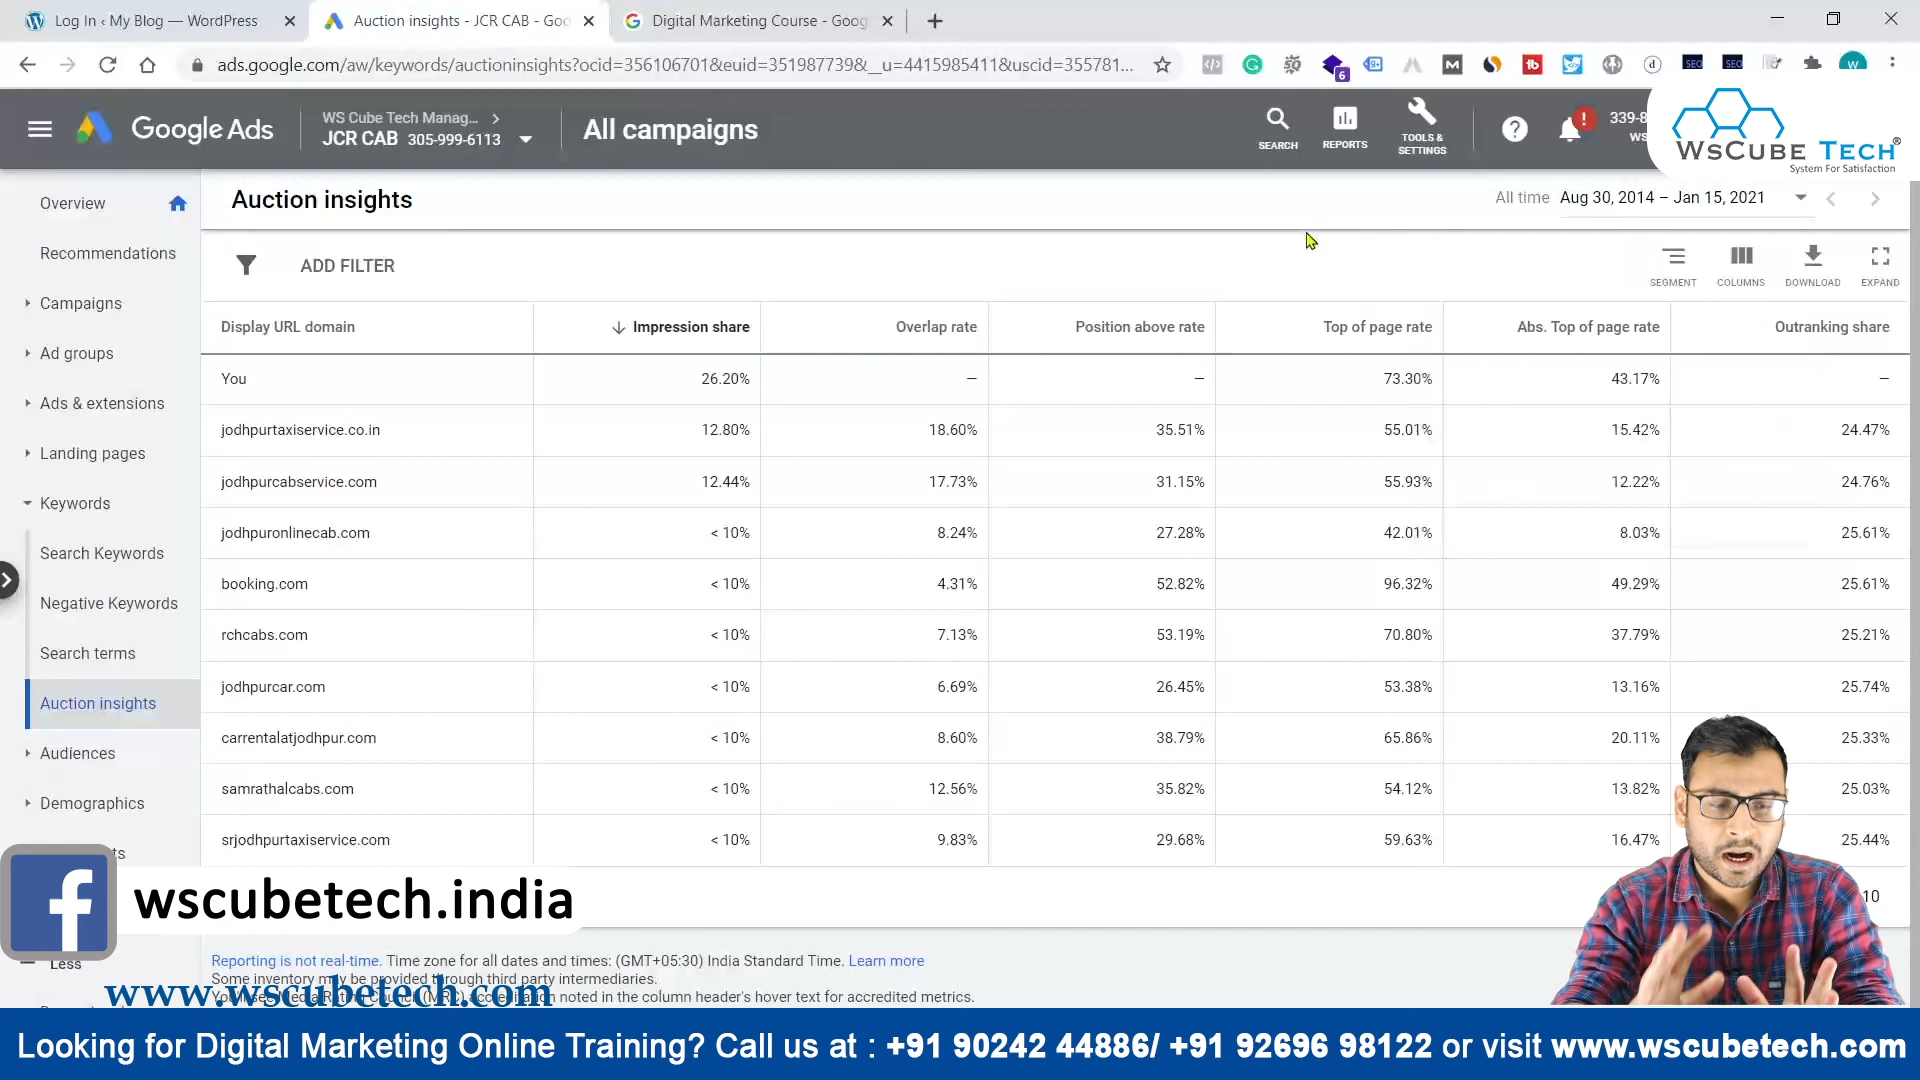 Log In ‹ My Blog — WordPress
Auction insights - JCR CAB - Goo
Digital Marketing Course - Goog
ads.google.com/aw/keywords/auctioninsights?ocid=356106701&euid=351987739&__u=4415985411&uscid=355781...
Google Ads
WS Cube Tech Manag...
JCR CAB 305-999-6113
All campaigns
SEARCH
REPORTS
TOOLS & SETTINGS
339-8
WS
WsCube Tech®
System For Satisfaction
Overview
Recommendations
Campaigns
Ad groups
Ads & extensions
Landing pages
Keywords
Search Keywords
Negative Keywords
Search terms
Auction insights
Audiences
Demographics
ts
Less
Auction insights
All time Aug 30, 2014 – Jan 15, 2021
ADD FILTER
SEGMENT COLUMNS DOWNLOAD EXPAND
Display URL domain Impression share Overlap rate Position above rate Top of page rate Abs. Top of page rate Outranking share
You 26.20% — — 73.30% 43.17% —
jodhpurtaxiservice.co.in 12.80% 18.60% 35.51% 55.01% 15.42% 24.47%
jodhpurcabservice.com 12.44% 17.73% 31.15% 55.93% 12.22% 24.76%
jodhpuronlinecab.com < 10% 8.24% 27.28% 42.01% 8.03% 25.61%
booking.com < 10% 4.31% 52.82% 96.32% 49.29% 25.61%
rchcabs.com < 10% 7.13% 53.19% 70.80% 37.79% 25.21%
jodhpurcar.com < 10% 6.69% 26.45% 53.38% 13.16% 25.74%
carrentalatjodhpur.com < 10% 8.60% 38.79% 65.86% 20.11% 25.33%
samrathalcabs.com < 10% 12.56% 35.82% 54.12% 13.82% 25.03%
srjodhpurtaxiservice.com < 10% 9.83% 29.68% 59.63% 16.47% 25.44%
10
wscubetech.india
Reporting is not real-time. Time zone for all dates and times: (GMT+05:30) India Standard Time. Learn more
Some inventory may be provided through third party intermediaries.
You'll see Media Rating Council (MRC) accreditation noted in the column header's hover text for accredited metrics.
www.wscubetech.com
Looking for Digital Marketing Online Training? Call us at : +91 90242 44886/ +91 92696 98122 or visit www.wscubetech.com